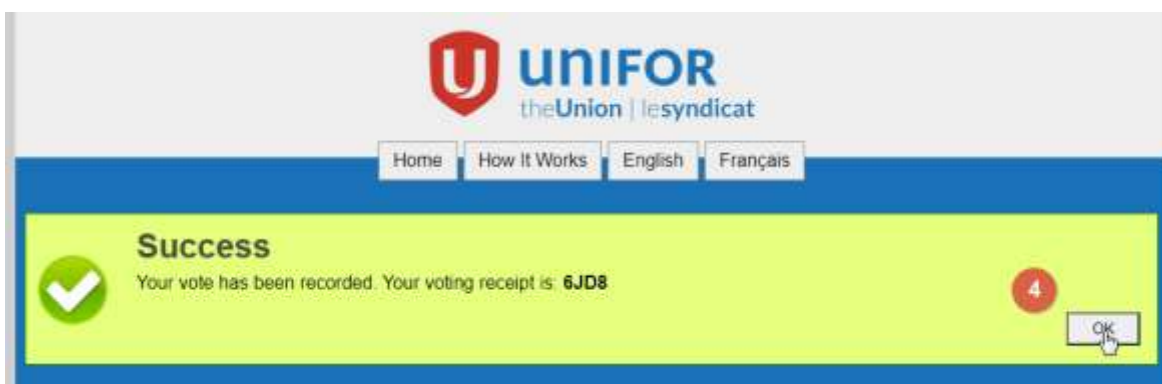 UNIFOR
theUnion | lesyndicat
Home How It Works English Français
Success
Your vote has been recorded. Your voting receipt is: 6JD8
4
OK